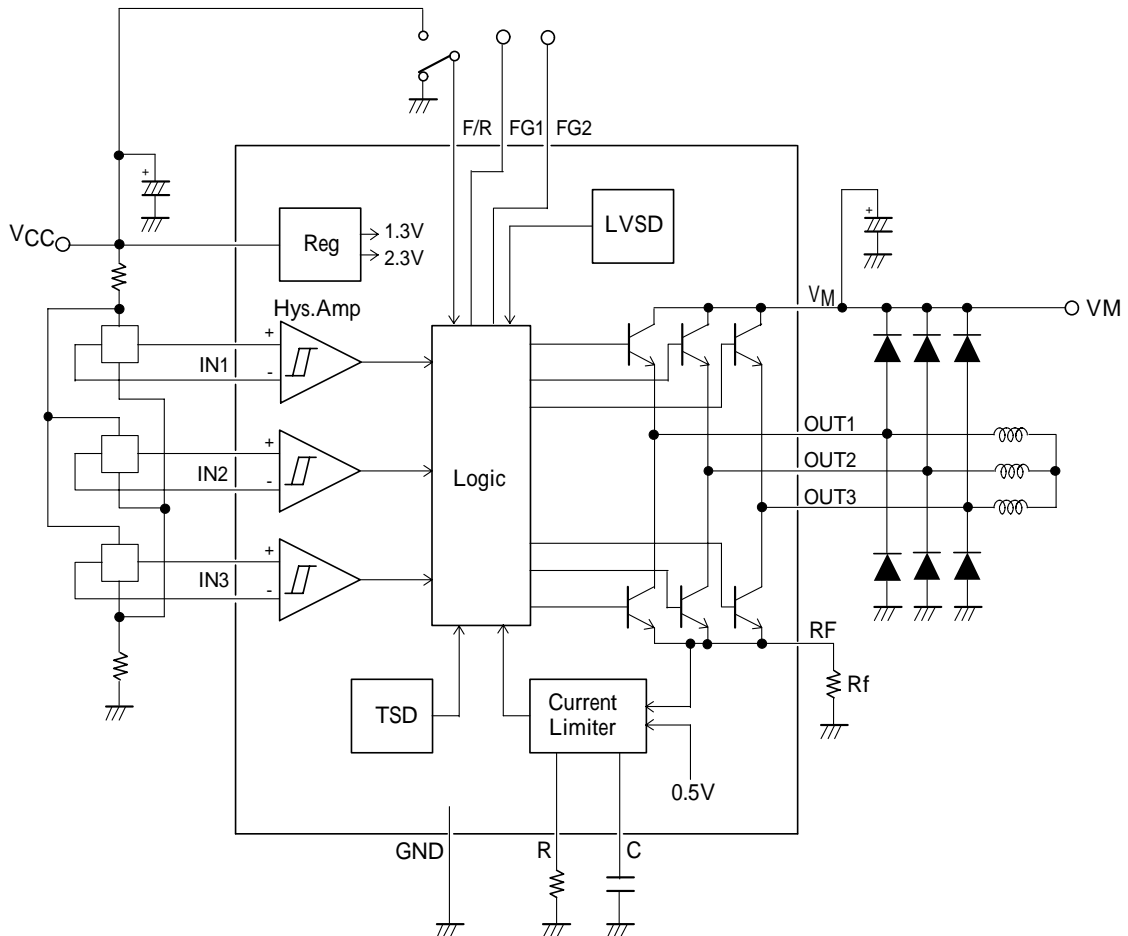 F/R FG1 FG2
+
+
VCC
Reg
1.3V
2.3V
LVSD
VM
VM
Hys.Amp
+
IN1
-
OUT1
+
IN2
-
Logic
OUT2
OUT3
+
IN3
-
RF
Rf
TSD
Current
Limiter
0.5V
GND
R
C